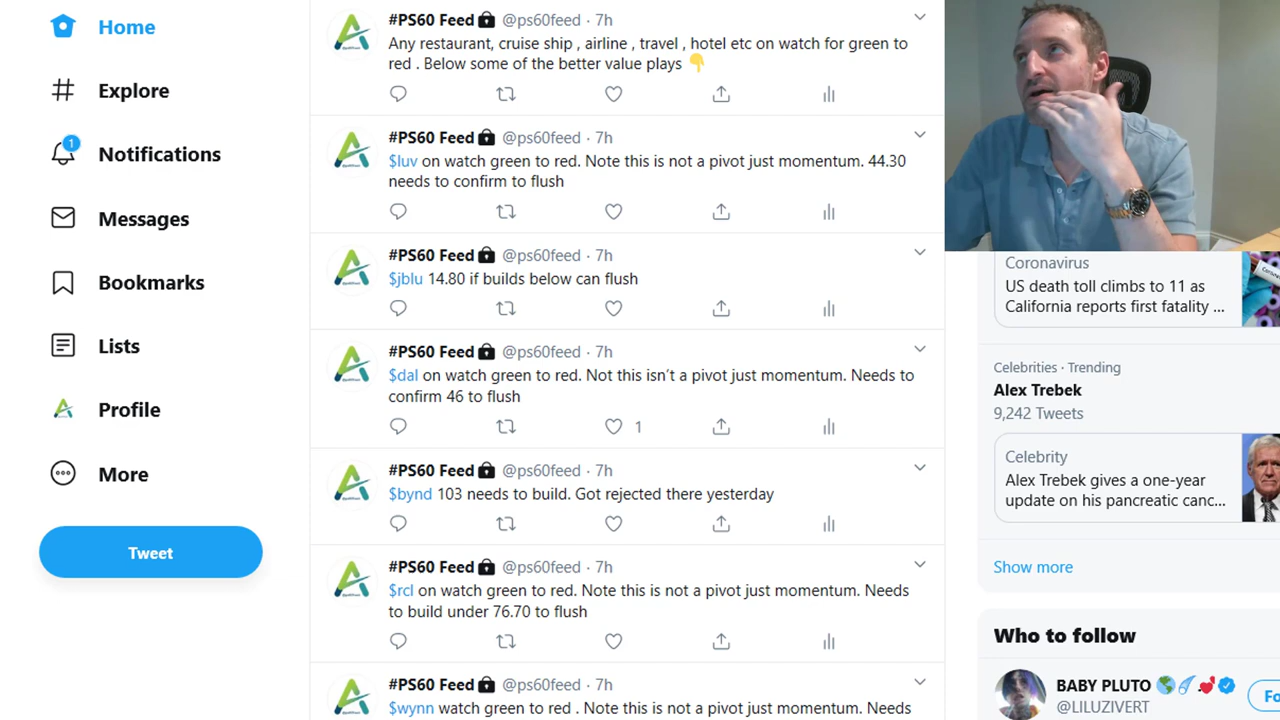 Home
Explore
1
Notifications
Messages
Bookmarks
Lists
Profile
More
Tweet
#PS60 Feed @ps60feed · 7h
Any restaurant, cruise ship , airline , travel , hotel etc on watch for green to
red . Below some of the better value plays 👇
#PS60 Feed @ps60feed · 7h
$luv on watch green to red. Note this is not a pivot just momentum. 44.30
needs to confirm to flush
#PS60 Feed @ps60feed · 7h
$jblu 14.80 if builds below can flush
#PS60 Feed @ps60feed · 7h
$dal on watch green to red. Not this isn't a pivot just momentum. Needs to
confirm 46 to flush
1
#PS60 Feed @ps60feed · 7h
$bynd 103 needs to build. Got rejected there yesterday
#PS60 Feed @ps60feed · 7h
$rcl on watch green to red. Note this is not a pivot just momentum. Needs
to build under 76.70 to flush
#PS60 Feed @ps60feed · 7h
$wynn watch green to red . Note this is not a pivot just momentum. Needs
Coronavirus
US death toll climbs to 11 as
California reports first fatality ...
Celebrities · Trending
Alex Trebek
9,242 Tweets
Celebrity
Alex Trebek gives a one-year
update on his pancreatic canc...
Show more
Who to follow
BABY PLUTO 🌎☄️💕
@LILUZIVERT
Fo